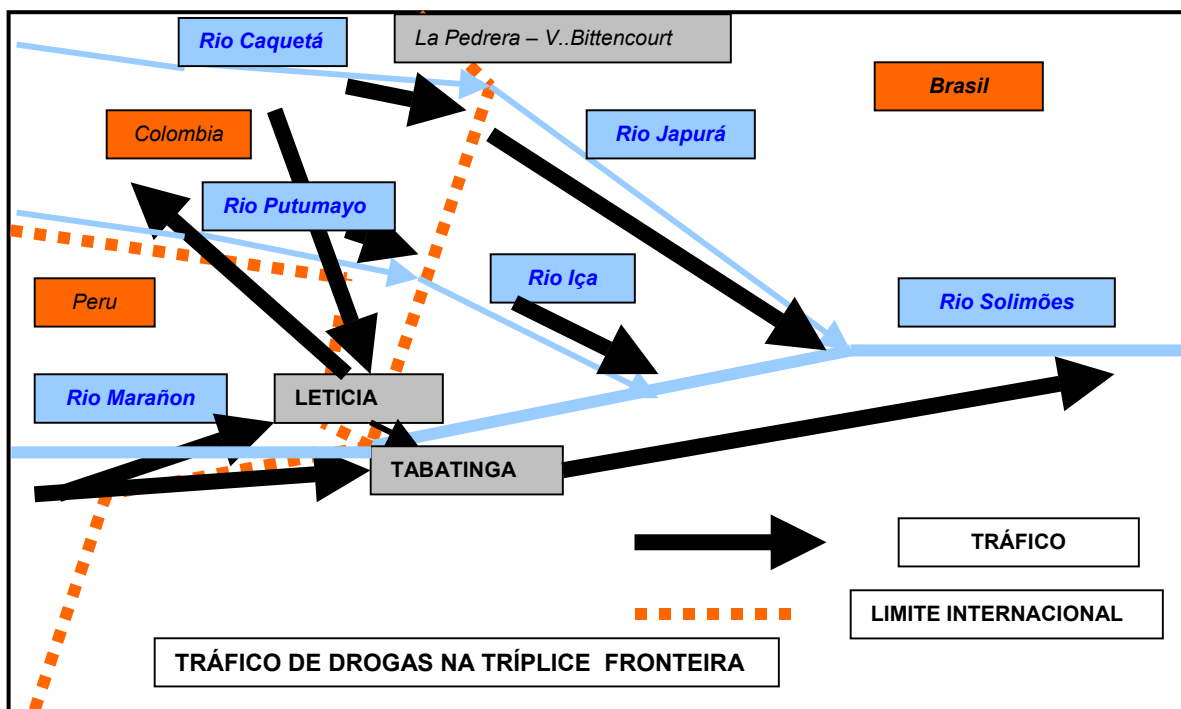 Rio Caquetá
La Pedrera – V..Bittencourt
Brasil
Colombia
Rio Japurá
Rio Putumayo
Rio Iça
Peru
Rio Solimões
Rio Marañon
LETICIA
TABATINGA
TRÁFICO
LIMITE INTERNACIONAL
TRÁFICO DE DROGAS NA TRÍPLICE FRONTEIRA